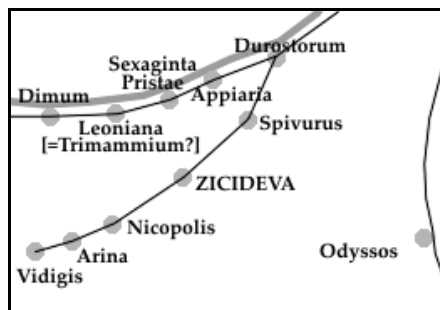 Durostorum
Sexaginta
Pristae
Appiaria
Dimum
Leoniana
[=Trimammium?]
Spivurus
ZICIDEVA
Nicopolis
Arina
Vidigis
Odyssos